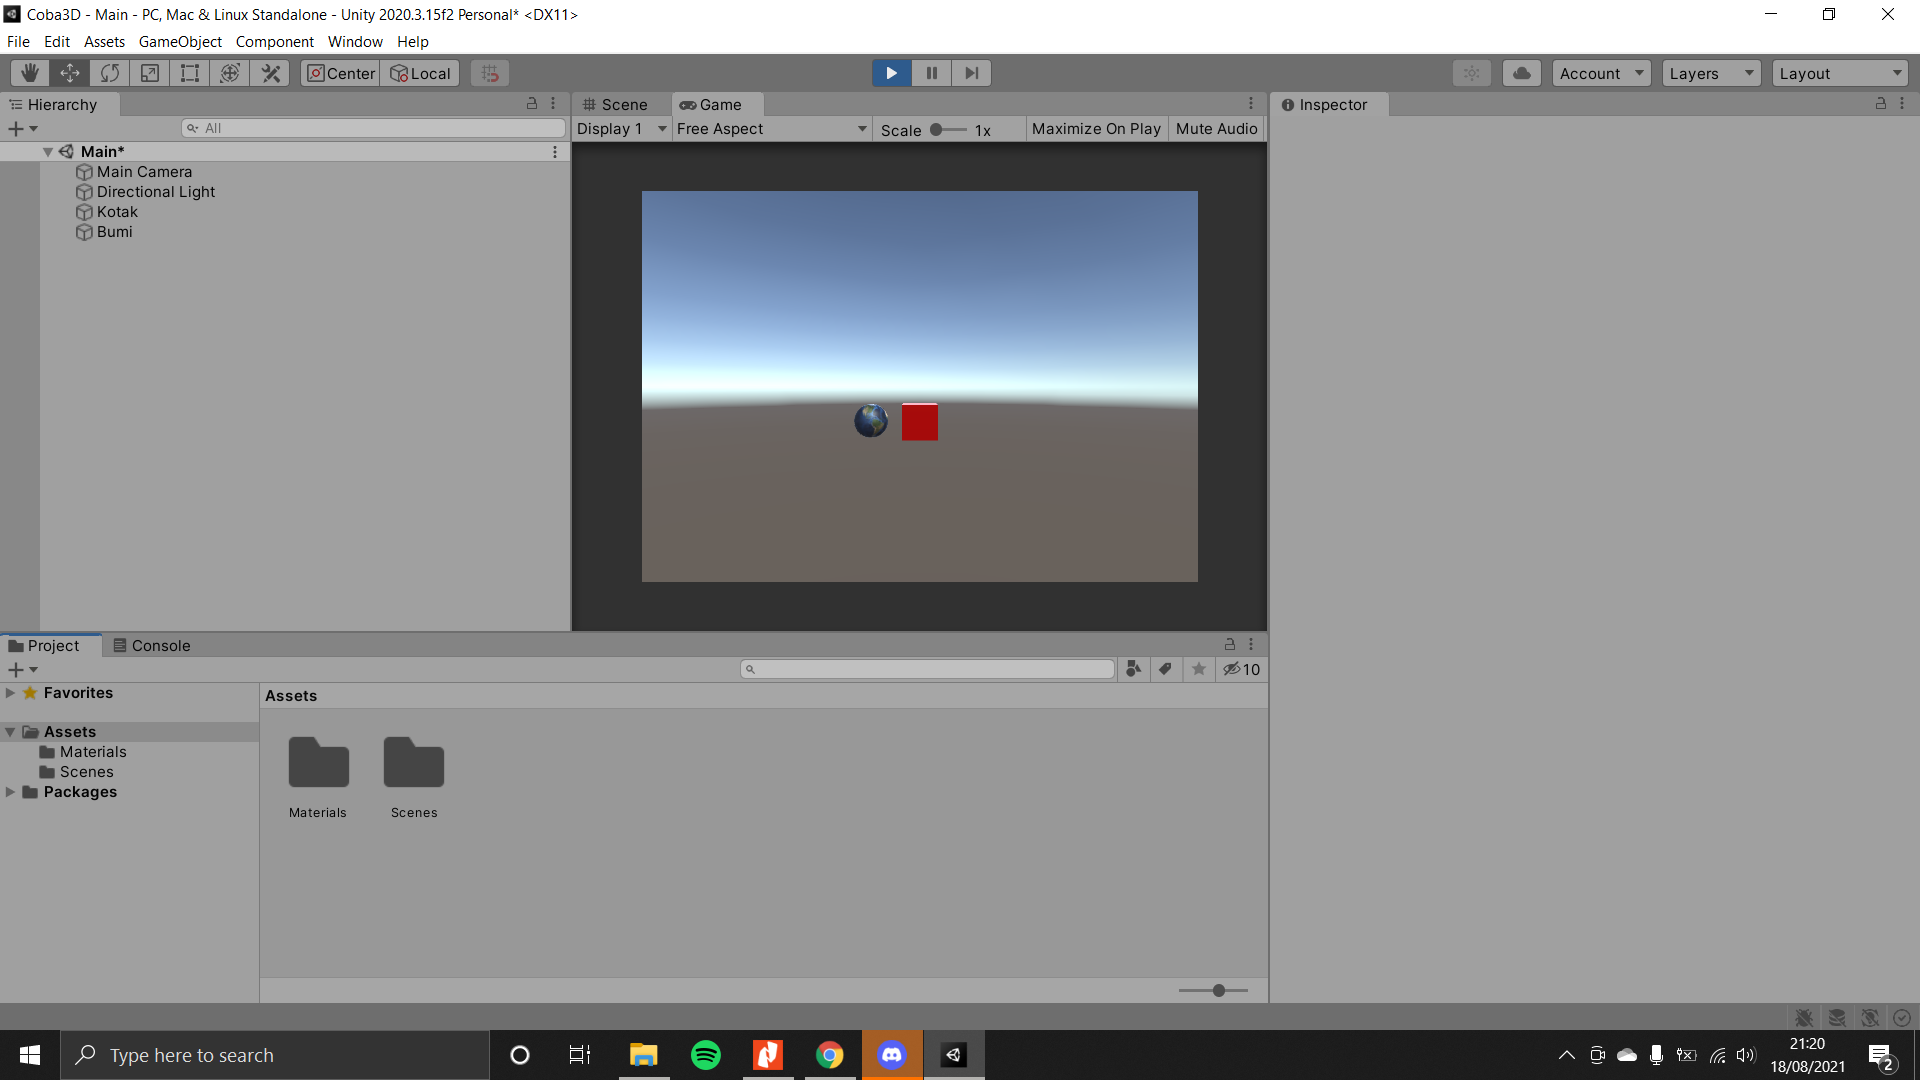 Coba3D - Main - PC, Mac & Linux Standalone - Unity 2020.3.15f2 Personal* <DX11>
File Edit Assets GameObject Component Window Help
Center Local Account Layers Layout
Hierarchy
All
Main*
Main Camera
Directional Light
Kotak
Bumi
Scene Game
Display 1 Free Aspect Scale 1x Maximize On Play Mute Audio
Inspector
Project Console
10
Favorites
Assets
Materials
Scenes
Packages
Assets
Materials Scenes
Type here to search
21:20
18/08/2021
2